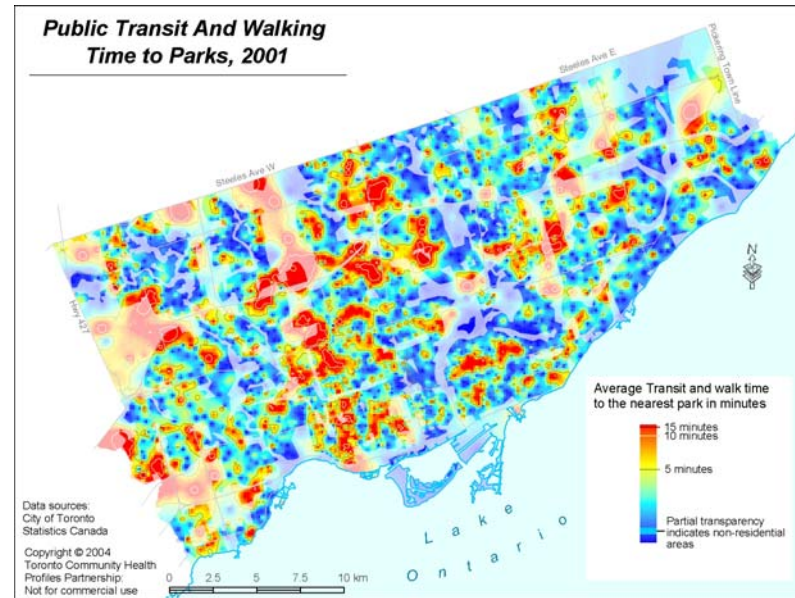 Public Transit And Walking
Time to Parks, 2001
Steeles Ave E
Pickering Town Line
Steeles Ave W
Hwy 427
N
Average Transit and walk time
to the nearest park in minutes
15 minutes
10 minutes
5 minutes
Partial transparency
indicates non-residential
areas
Lake
Ontario
Data sources:
City of Toronto
Statistics Canada
Copyright © 2004
Toronto Community Health
Profiles Partnership:
Not for commercial use
0 2.5 5 7.5 10 km